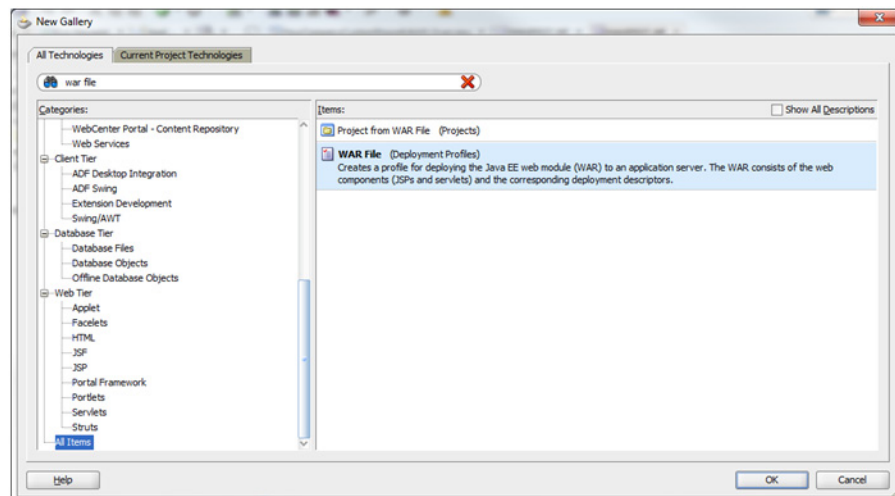 New Gallery
All Technologies
Current Project Technologies
war file
Categories:
WebCenter Portal - Content Repository
Web Services
Client Tier
ADF Desktop Integration
ADF Swing
Extension Development
Swing/AWT
Database Tier
Database Files
Database Objects
Offline Database Objects
Web Tier
Applet
Facelets
HTML
JSF
JSP
Portal Framework
Portlets
Servlets
Struts
All Items
Items:
Show All Descriptions
Project from WAR File (Projects)
WAR File (Deployment Profiles)
Creates a profile for deploying the Java EE web module (WAR) to an application server. The WAR consists of the web
components (JSPs and servlets) and the corresponding deployment descriptors.
Help
OK
Cancel